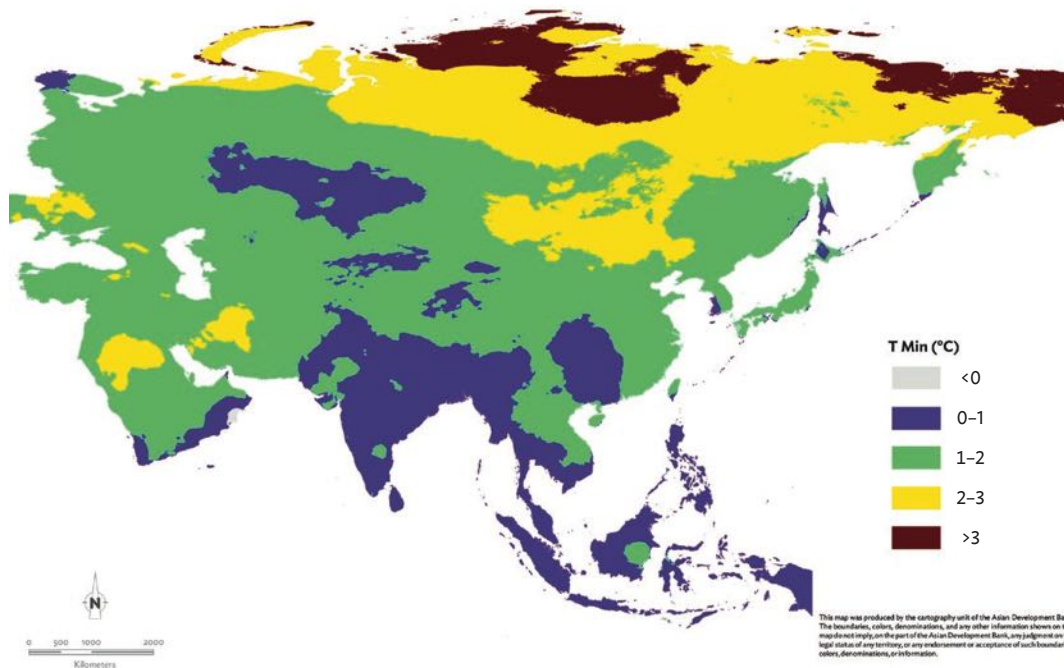 T Min (°C)
<0
0–1
1–2
2–3
>3
N
0 500 1000 2000
Kilometers
This map was produced by the cartography unit of the Asian Development
The boundaries, colors, denominations, and any other information shown on
map do not imply, on the part of the Asian Development Bank, any judgment on
legal status of any territory, or any endorsement or acceptance of such
colors, denominations, or information.